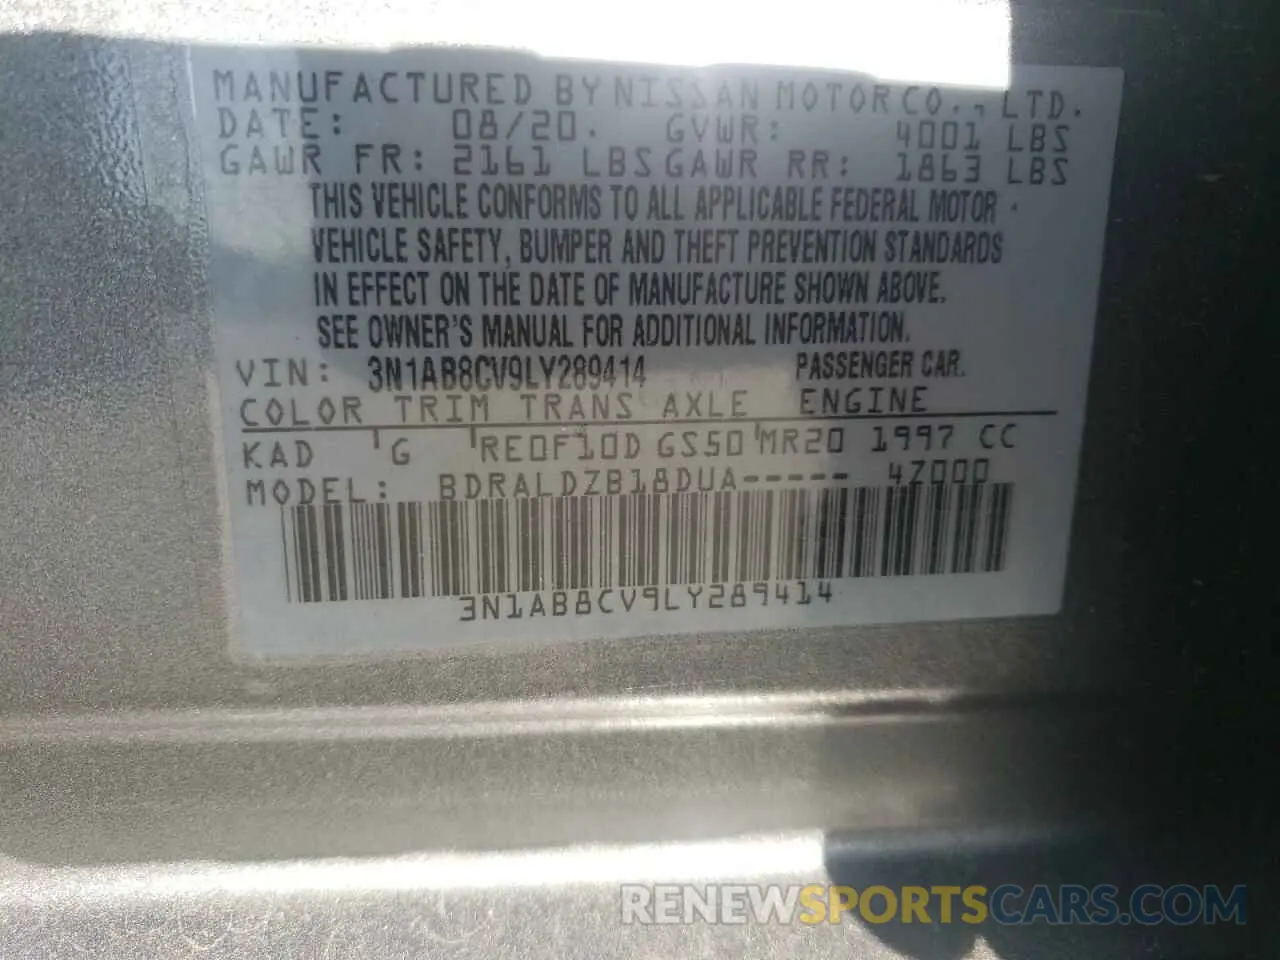 MANUFACTURED BY NISSAN MOTOR CO., LTD.
DATE: 08/20. GVWR: 4001 LBS
GAWR FR: 2161 LBS GAWR RR: 1863 LBS
THIS VEHICLE CONFORMS TO ALL APPLICABLE FEDERAL MOTOR
VEHICLE SAFETY, BUMPER AND THEFT PREVENTION STANDARDS
IN EFFECT ON THE DATE OF MANUFACTURE SHOWN ABOVE.
SEE OWNER'S MANUAL FOR ADDITIONAL INFORMATION.
VIN: 3N1AB8CV9LY289414 PASSENGER CAR.
COLOR TRIM TRANS AXLE ENGINE
KAD G RE0F10D GS50 MR20 1997 CC
MODEL: BDRALDZB18DUA----- 4Z000
3N1AB8CV9LY289414
RENEWSPORTSCARS.COM